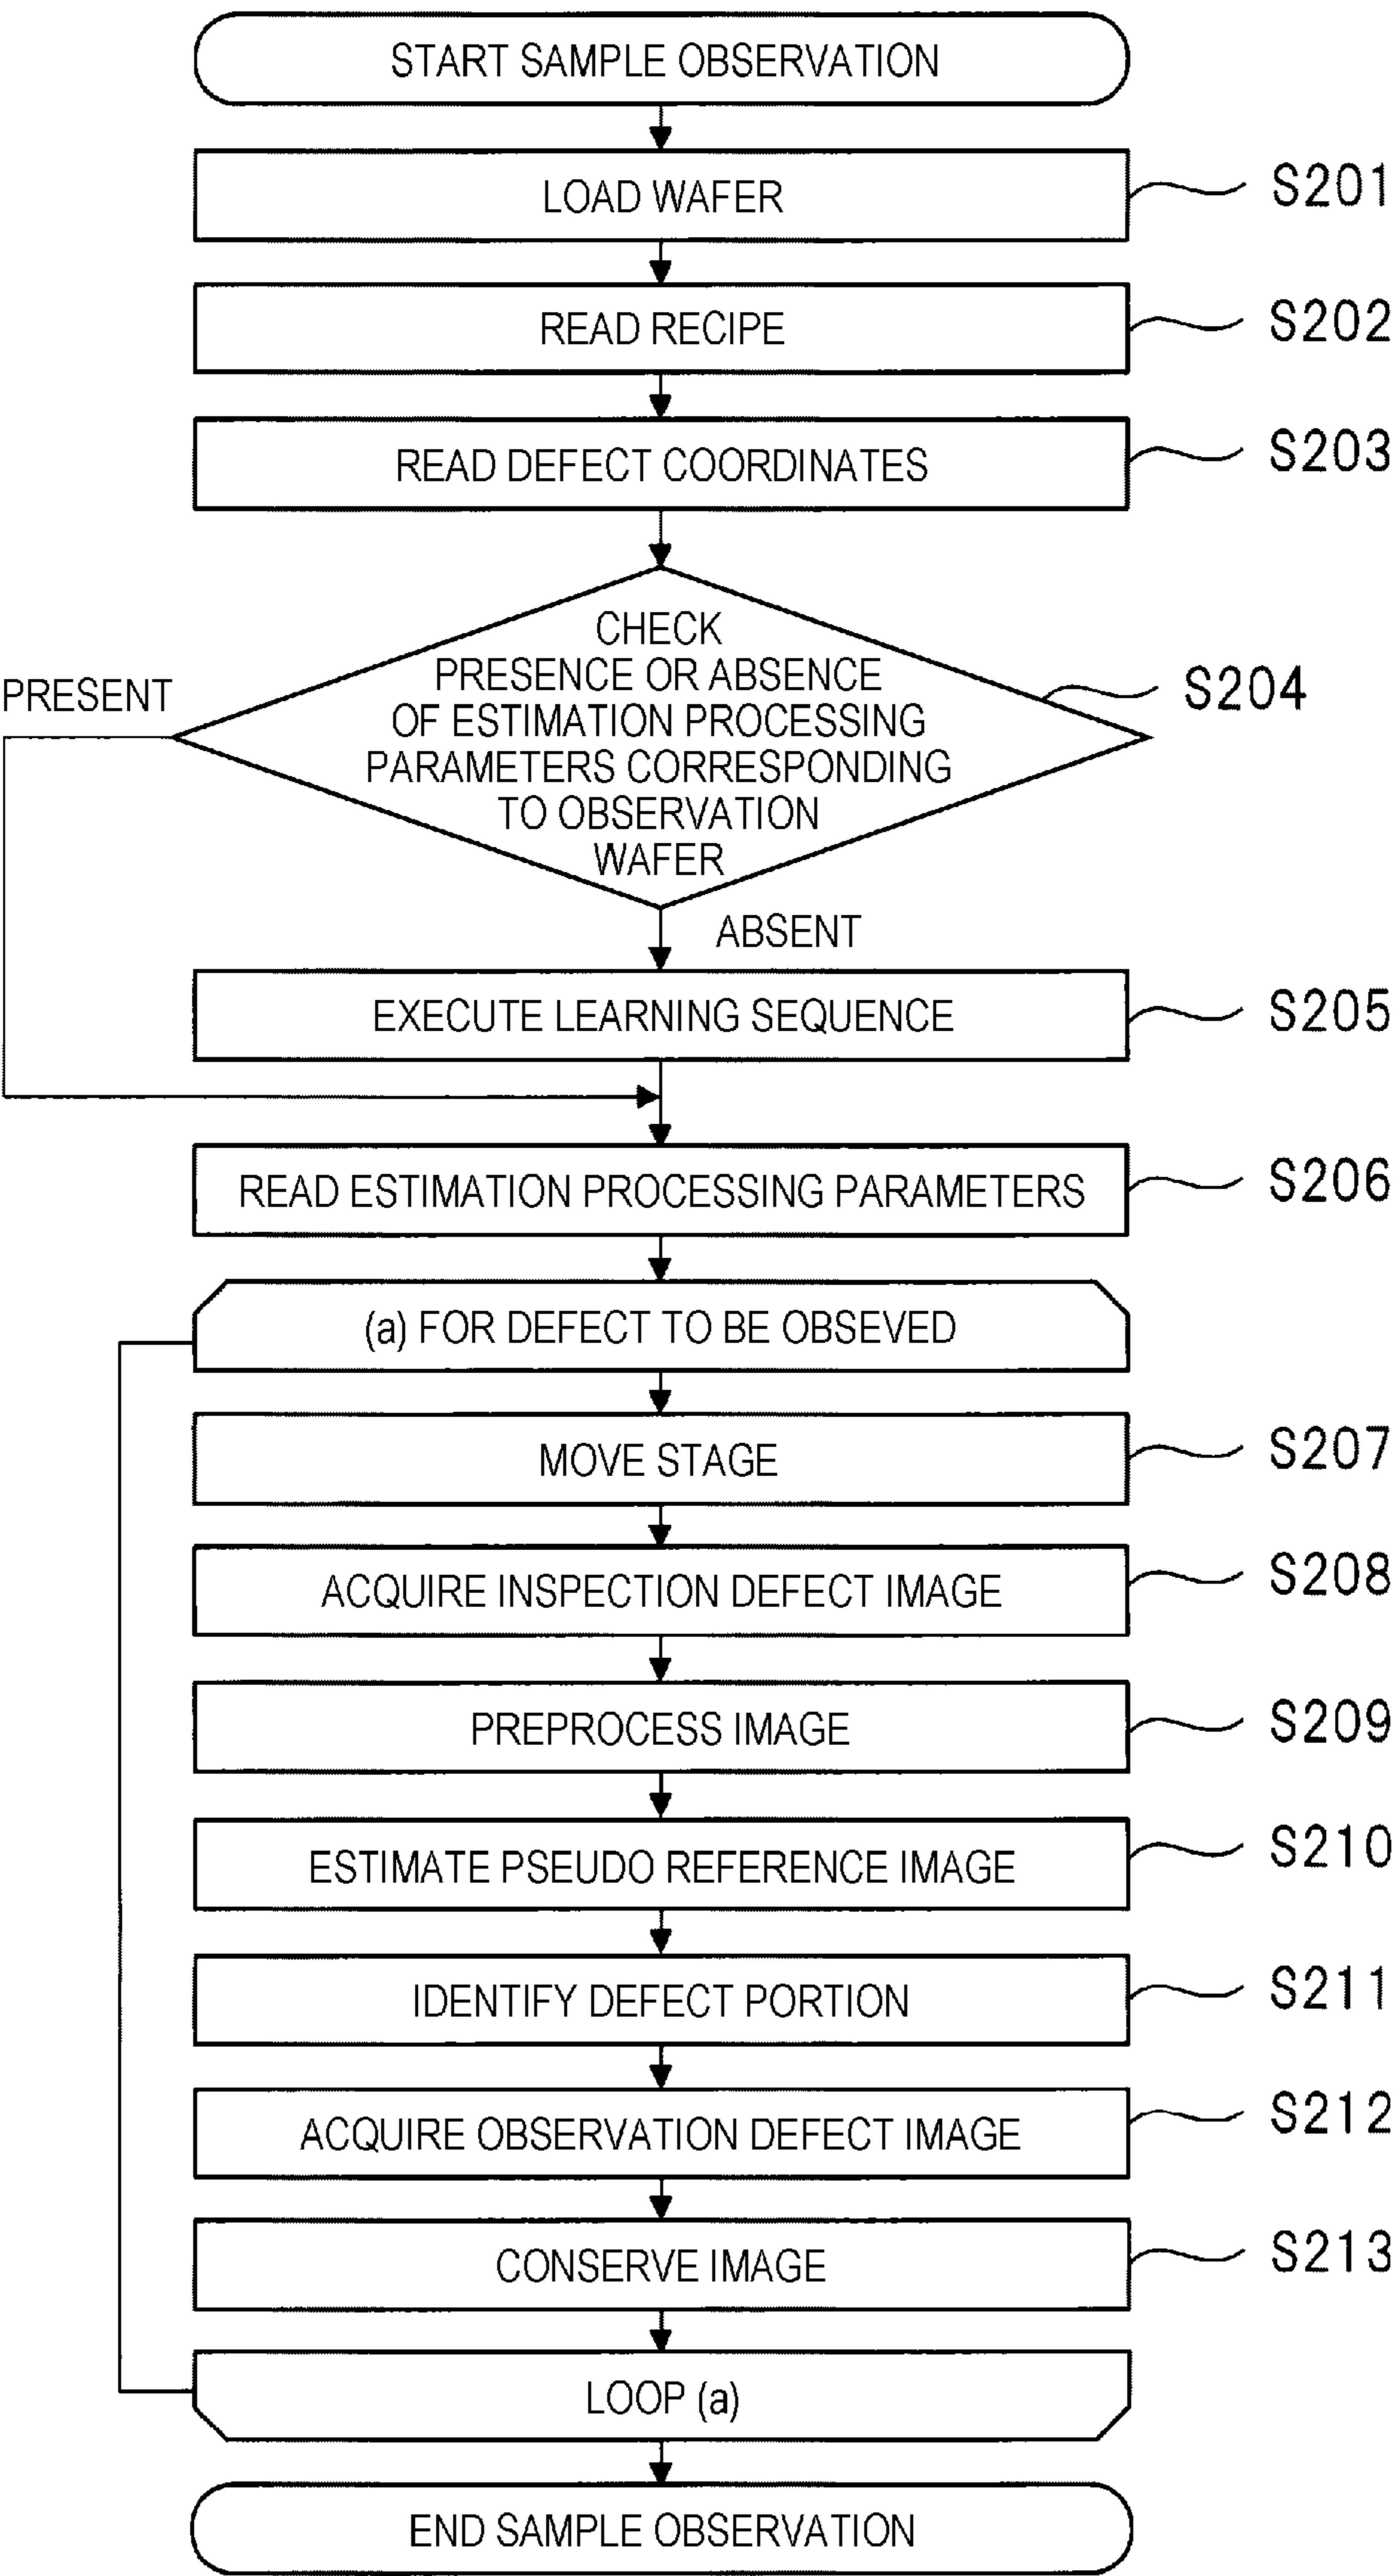 START SAMPLE OBSERVATION
LOAD WAFER
S201
READ RECIPE
S202
READ DEFECT COORDINATES
S203
CHECK
PRESENCE OR ABSENCE
OF ESTIMATION PROCESSING
PARAMETERS CORRESPONDING
TO OBSERVATION
WAFER
S204
PRESENT
ABSENT
EXECUTE LEARNING SEQUENCE
S205
READ ESTIMATION PROCESSING PARAMETERS
S206
(a) FOR DEFECT TO BE OBSEVED
MOVE STAGE
S207
ACQUIRE INSPECTION DEFECT IMAGE
S208
PREPROCESS IMAGE
S209
ESTIMATE PSEUDO REFERENCE IMAGE
S210
IDENTIFY DEFECT PORTION
S211
ACQUIRE OBSERVATION DEFECT IMAGE
S212
CONSERVE IMAGE
S213
LOOP (a)
END SAMPLE OBSERVATION